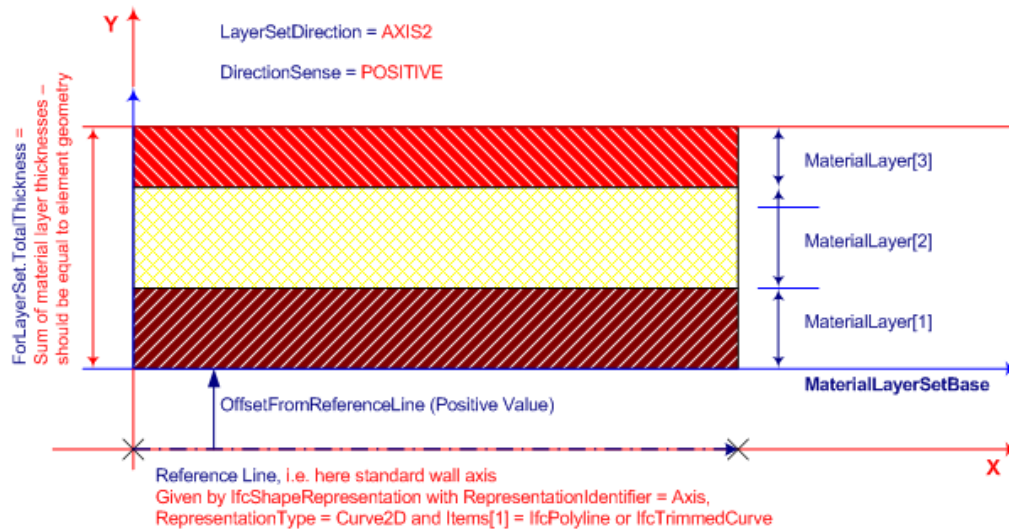 Y
LayerSetDirection = AXIS2
DirectionSense = POSITIVE
ForLayerSet.TotalThickness =
Sum of material layer thicknesses –
should be equal to element geometry
MaterialLayer[3]
MaterialLayer[2]
MaterialLayer[1]
MaterialLayerSetBase
OffsetFromReferenceLine (Positive Value)
X
Reference Line, i.e. here standard wall axis
Given by IfcShapeRepresentation with RepresentationIdentifier = Axis,
RepresentationType = Curve2D and Items[1] = IfcPolyline or IfcTrimmedCurve